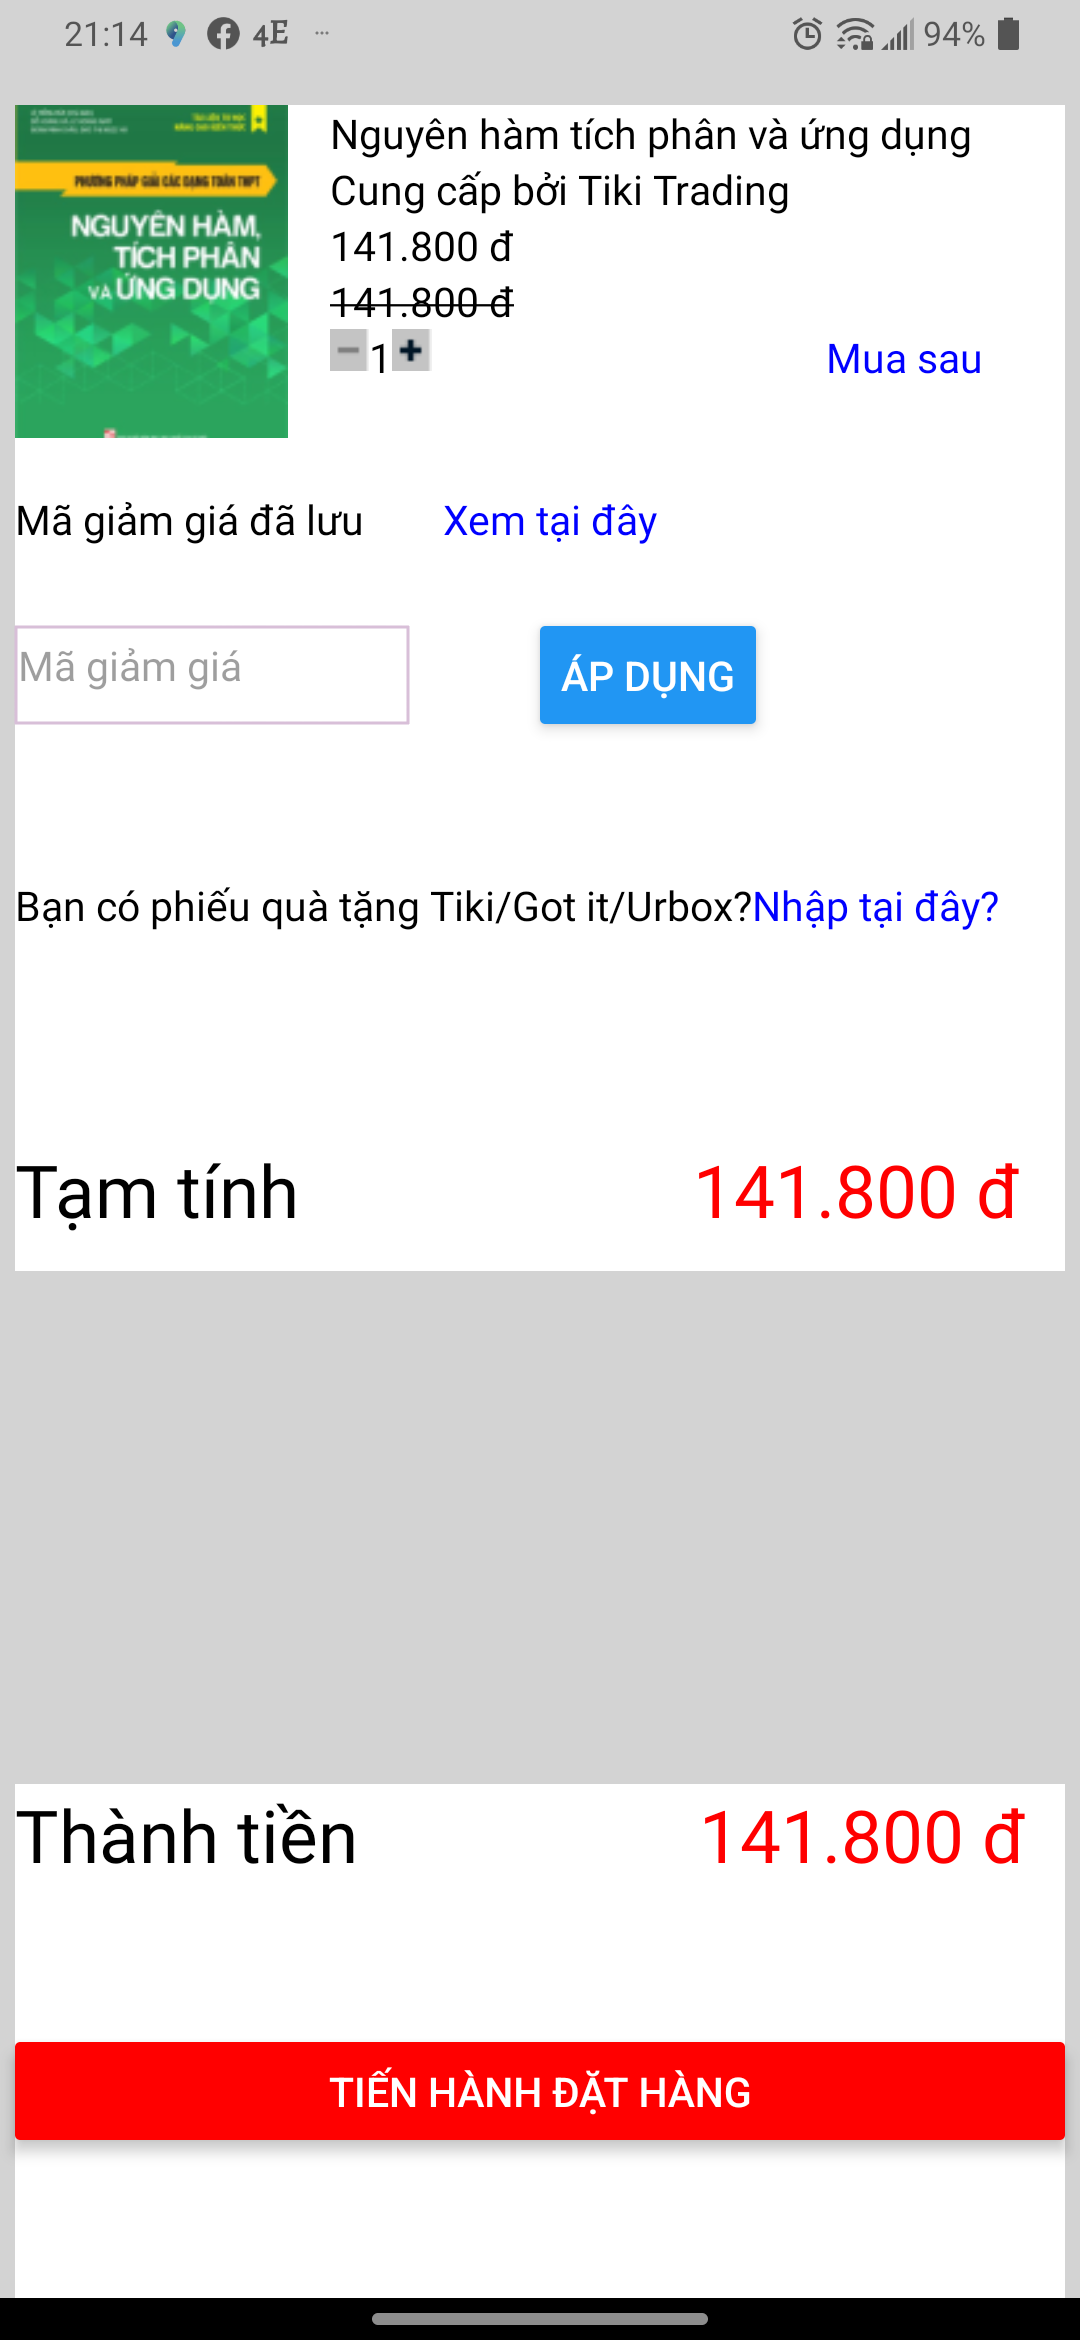 21:14 4E ... 94%
PHƯƠNG PHÁP GIẢI CÁC DẠNG TOÁN THPT
NGUYÊN HÀM,
TÍCH PHÂN
VÀ ỨNG DỤNG
Nguyên hàm tích phân và ứng dụng
Cung cấp bởi Tiki Trading
141.800 đ
141.800 đ
1
Mua sau
Mã giảm giá đã lưu Xem tại đây
Mã giảm giá ÁP DỤNG
Bạn có phiếu quà tặng Tiki/Got it/Urbox?Nhập tại đây?
Tạm tính 141.800 đ
Thành tiền 141.800 đ
TIẾN HÀNH ĐẶT HÀNG